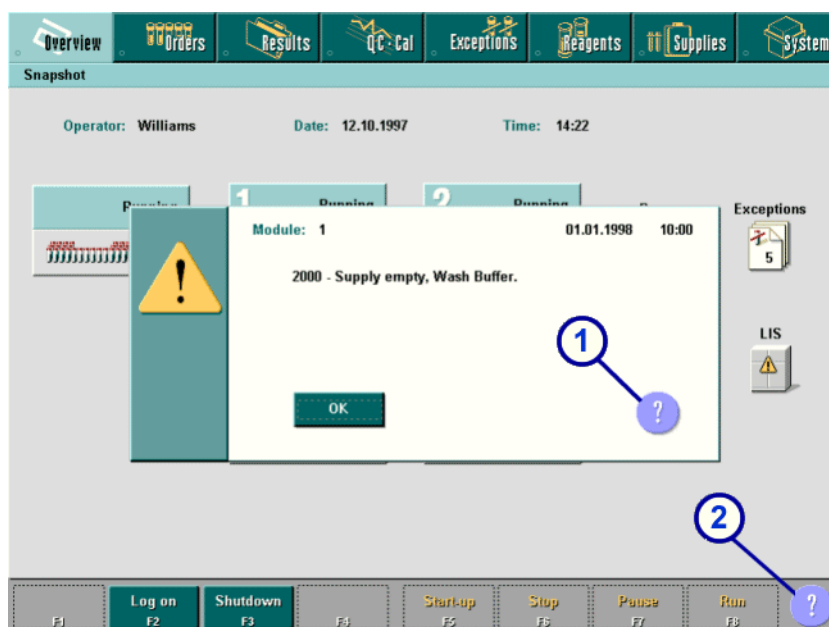 Overview Orders Results QC - Cal Exceptions Reagents Supplies System
Snapshot
Operator: Williams Date: 12.10.1997 Time: 14:22
1 Running 2 Running
Exceptions
5
Module: 1 01.01.1998 10:00
2000 - Supply empty, Wash Buffer.
1
LIS
OK ?
2
Log on Shutdown Start-up Stop Pause Run ?
F1 F2 F3 F4 F5 F6 F7 F8